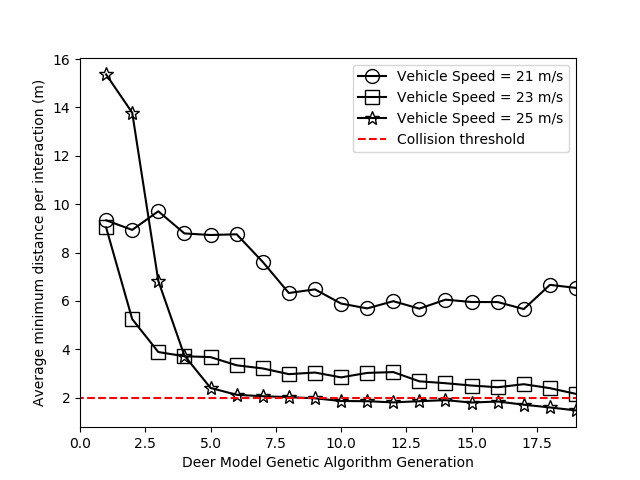 16
14
12
10
8
6
4
2
Average minimum distance per interaction (m)
Vehicle Speed = 21 m/s
Vehicle Speed = 23 m/s
Vehicle Speed = 25 m/s
Collision threshold
0.0 2.5 5.0 7.5 10.0 12.5 15.0 17.5
Deer Model Genetic Algorithm Generation